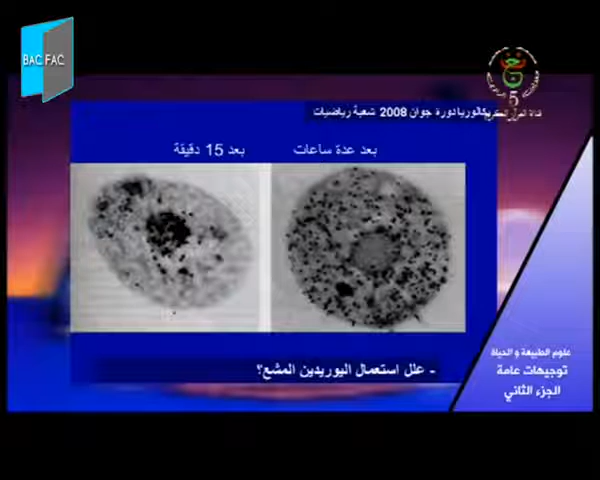 BAC FAC
5
بكالوريا دورة جوان 2008 شعبة رياضيات
بعد 15 دقيقة
بعد عدة ساعات
- علل استعمال اليوريدين المشع؟
علوم الطبيعة و الحياة
توجيهات عامة
الجزء الثاني